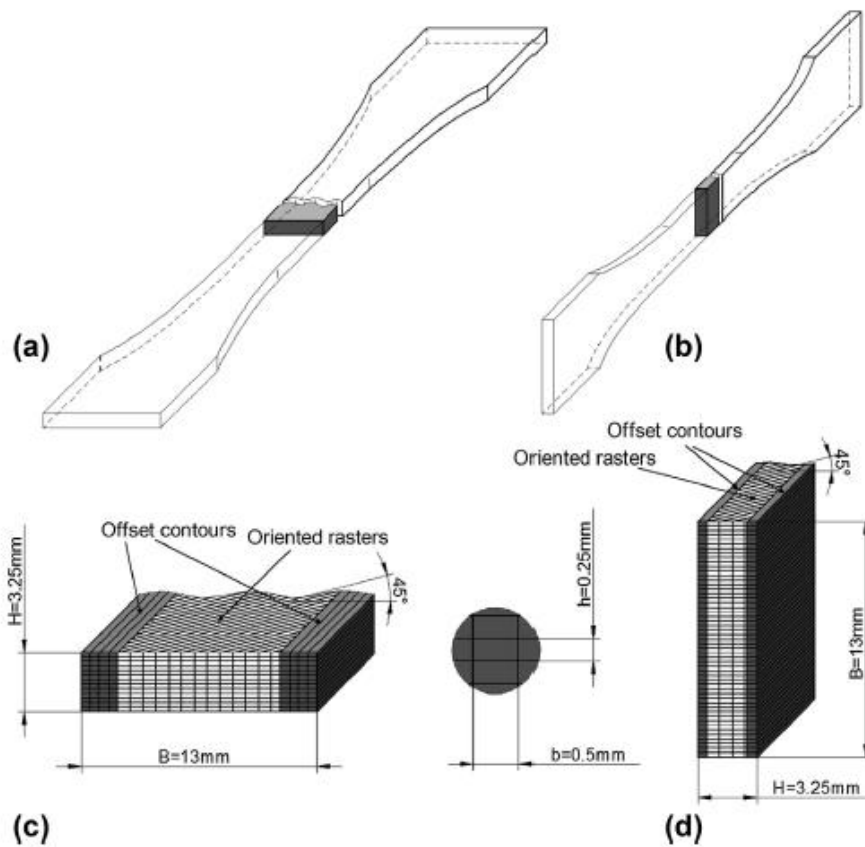 (a)
(b)
Offset contours
Oriented rasters
45°
Offset contours
Oriented rasters
45°
H=3.25mm
B=13mm
h=0.25mm
b=0.5mm
B=13mm
H=3.25mm
(c)
(d)